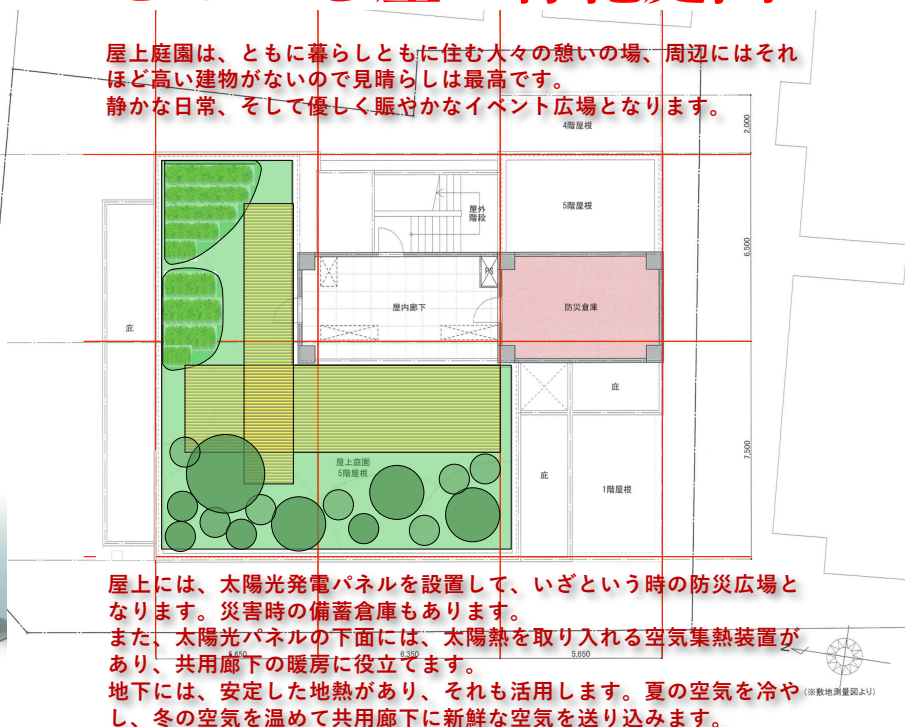 屋上庭園は、ともに暮らしともに住む人々の憩いの場、周辺にはそれ
ほど高い建物がないので見晴らしは最高です。
静かな日常、そして優しく賑やかなイベント広場となります。
4階屋根
2,000
屋外
階段
5階屋根
6,500
PS
庇
屋内廊下
防災倉庫
庇
屋上庭園
5階屋根
庇
1階屋根
7,500
屋上には、太陽光発電パネルを設置して、いざという時の防災広場と
なります。災害時の備蓄倉庫もあります。
また、太陽光パネルの下面には、太陽熱を取り入れる空気集熱装置が
あり、共用廊下の暖房に役立てます。
5,650
6,350
5,650
地下には、安定した地熱があり、それも活用します。夏の空気を冷や
し、冬の空気を温めて共用廊下に新鮮な空気を送り込みます。
(※敷地測量図より)